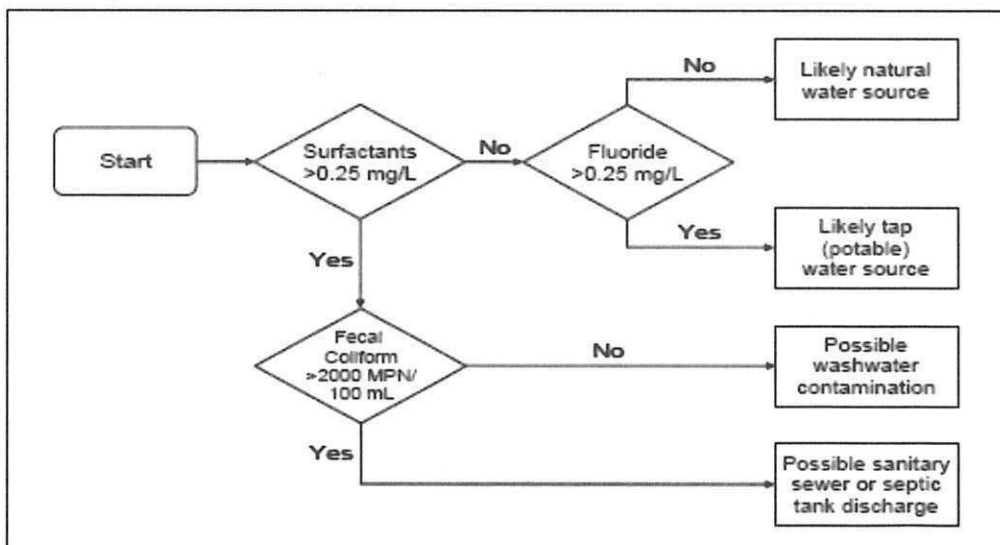 Start
Surfactants
>0.25 mg/L
No
Fluoride
>0.25 mg/L
No
Likely natural
water source
Yes
Likely tap
(potable)
water source
Yes
Fecal
Coliform
>2000 MPN/
100 mL
No
Possible
washwater
contamination
Yes
Possible sanitary
sewer or septic
tank discharge